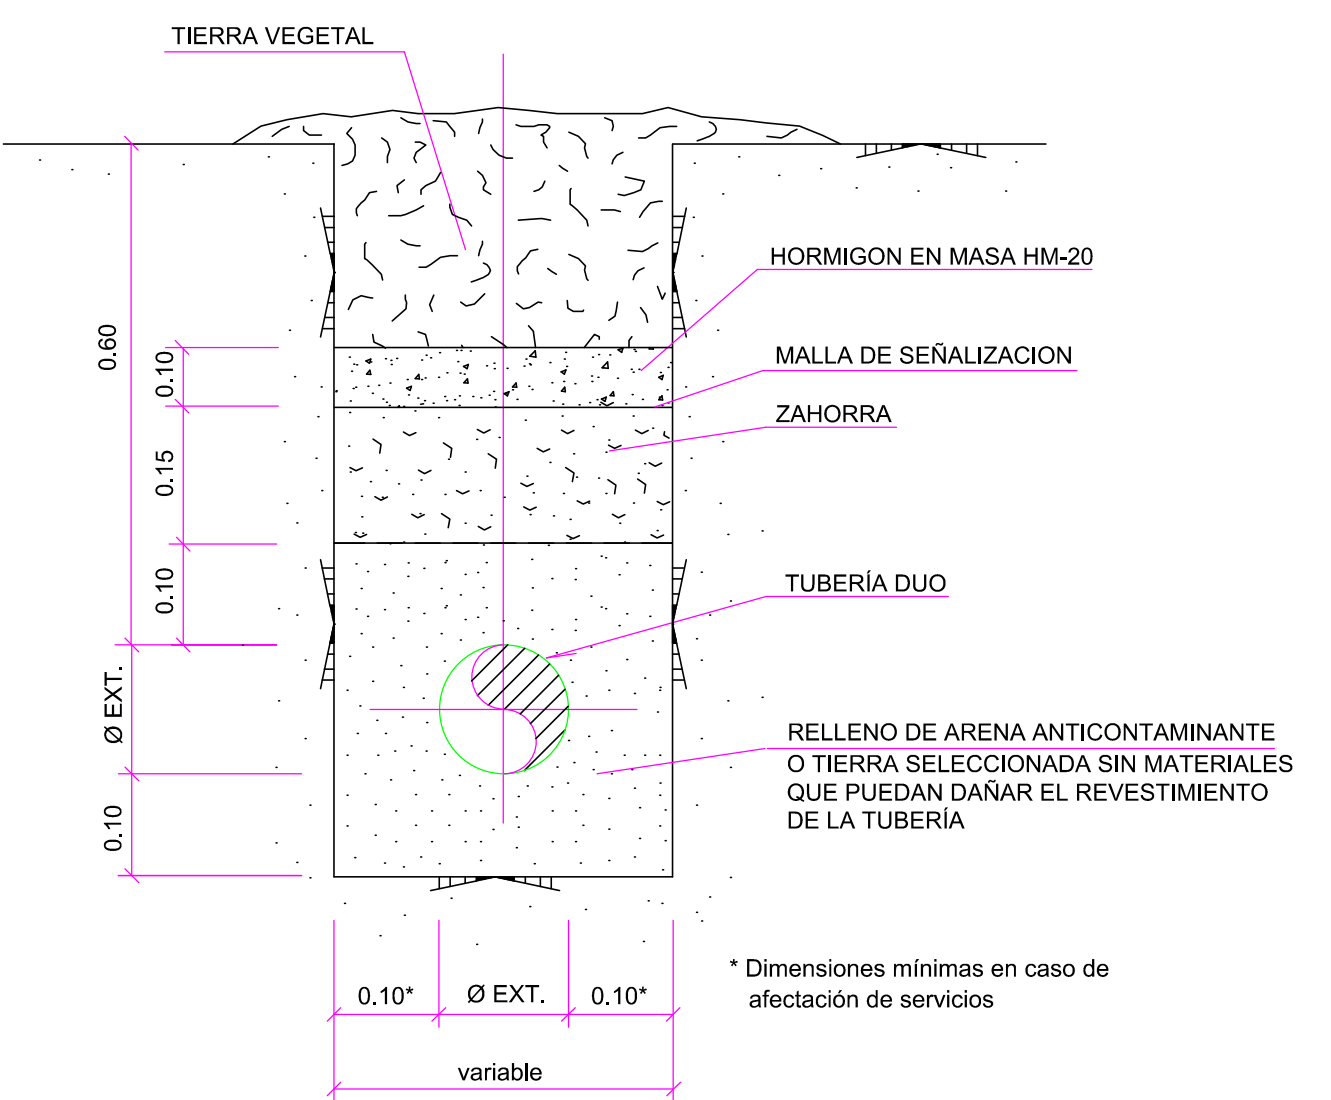 TIERRA VEGETAL
HORMIGON EN MASA HM-20
MALLA DE SEÑALIZACION
ZAHORRA
TUBERÍA DUO
RELLENO DE ARENA ANTICONTAMINANTE
O TIERRA SELECCIONADA SIN MATERIALES
QUE PUEDAN DAÑAR EL REVESTIMIENTO
DE LA TUBERÍA
0.60
0.10
0.15
0.10
Ø EXT.
0.10
0.10*
Ø EXT.
0.10*
variable
* Dimensiones mínimas en caso de
afectación de servicios